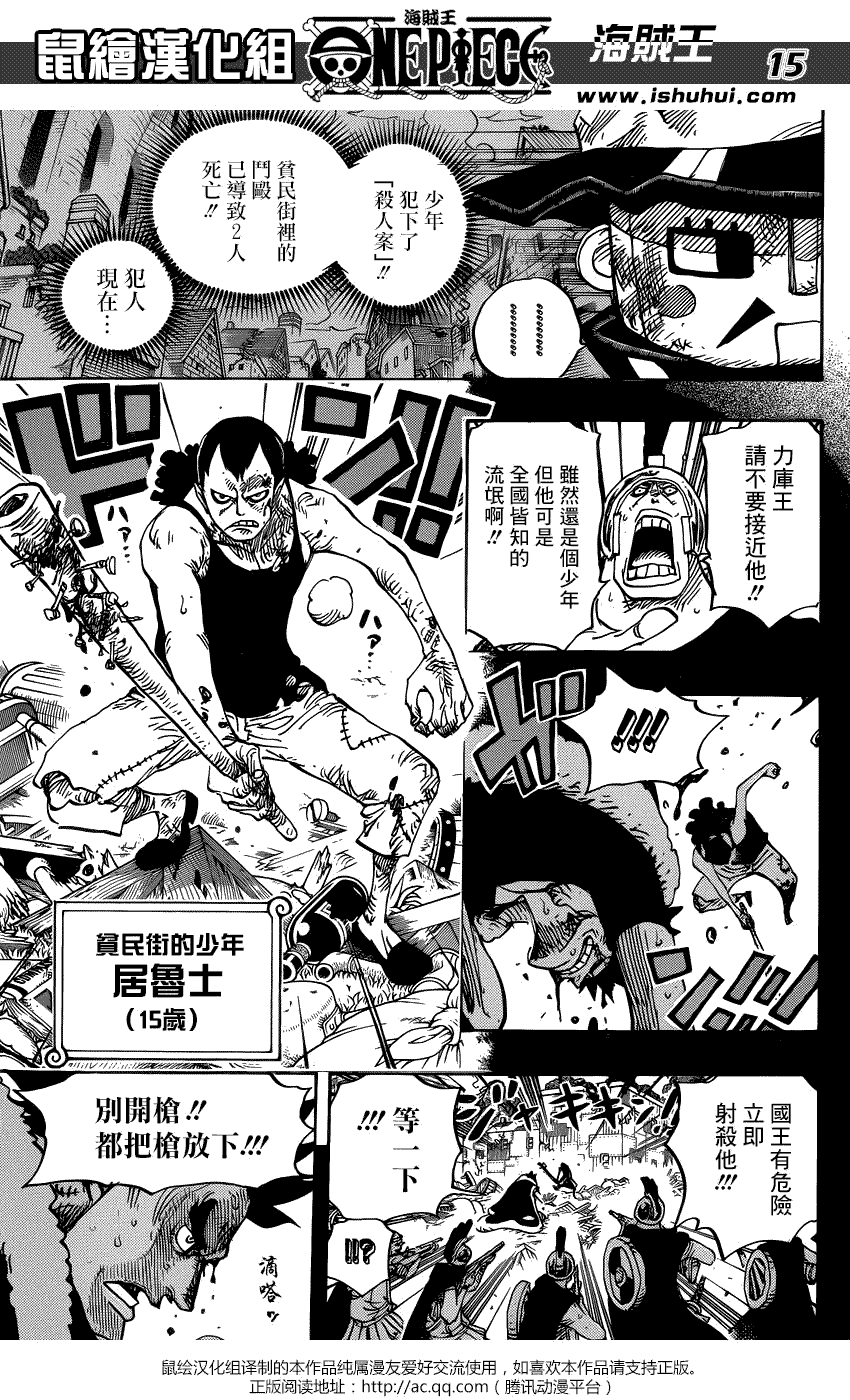 鼠繪漢化組
海賊王
ONE PIECE
海賊王
15
www.ishuhui.com
少年
犯下了
「殺人案」!!
貧民街裡的
鬥毆
已導致2人
死亡!!
犯人
現在…
力庫王
請不要接近他!!
雖然還是個少年
但他可是
全國皆知的
流氓啊!!
ドン!!
ハァ…
ハァ…
貧民街的少年
居魯士
(15歲)
!!!
ガン!!
國王有危險
立即
射殺他!!!
等一下
!!!
!!?
ジャキキン!!
別開槍!!
都把槍放下!!!
滴嗒ッ
鼠绘汉化组译制的本作品纯属漫友爱好交流使用，如喜欢本作品请支持正版。
正版阅读地址：http://ac.qq.com（腾讯动漫平台）